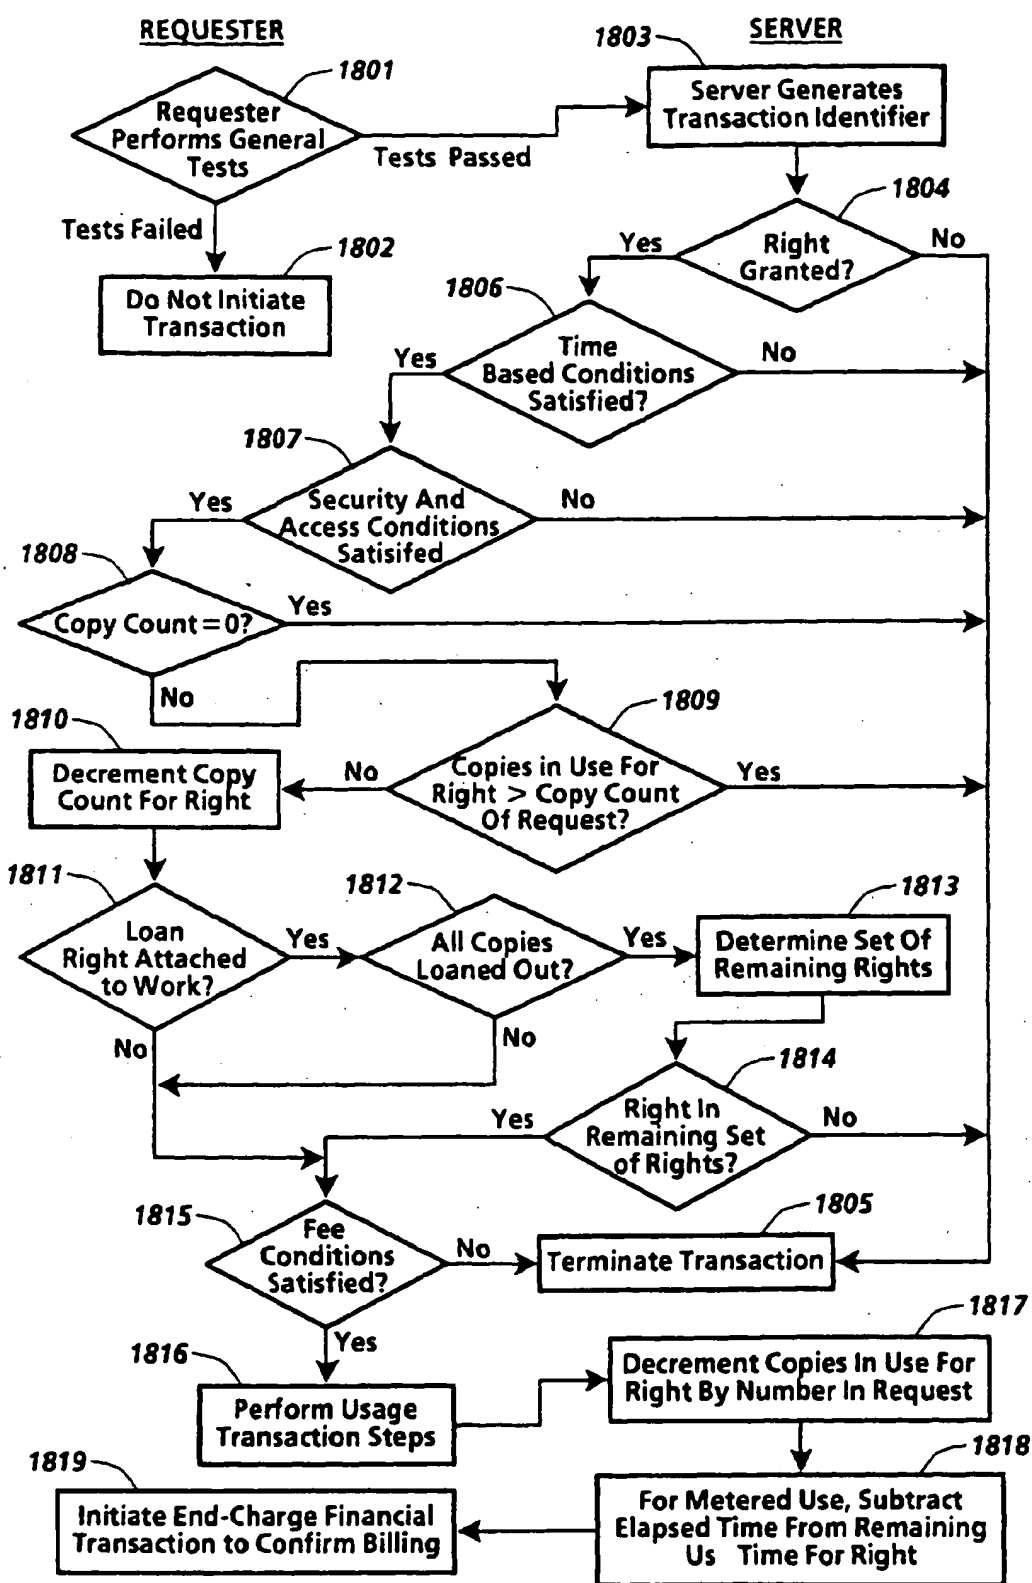 REQUESTER
SERVER
1801
1803
Requester
Performs General
Tests
Server Generates
Transaction Identifier
Tests Passed
Tests Failed
1802
Do Not Initiate
Transaction
1804
Right
Granted?
Yes
No
1806
Time
Based Conditions
Satisfied?
Yes
No
1807
Security And
Access Conditions
Satisifed
Yes
No
1808
Copy Count = 0?
Yes
No
1809
Copies in Use For
Right > Copy Count
Of Request?
No
Yes
1810
Decrement Copy
Count For Right
1811
Loan
Right Attached
to Work?
Yes
No
1812
All Copies
Loaned Out?
Yes
No
1813
Determine Set Of
Remaining Rights
1814
Right In
Remaining Set
of Rights?
Yes
No
1815
Fee
Conditions
Satisfied?
No
Yes
1805
Terminate Transaction
1816
Perform Usage
Transaction Steps
1817
Decrement Copies In Use For
Right By Number In Request
1818
For Metered Use, Subtract
Elapsed Time From Remaining
Us Time For Right
1819
Initiate End-Charge Financial
Transaction to Confirm Billing